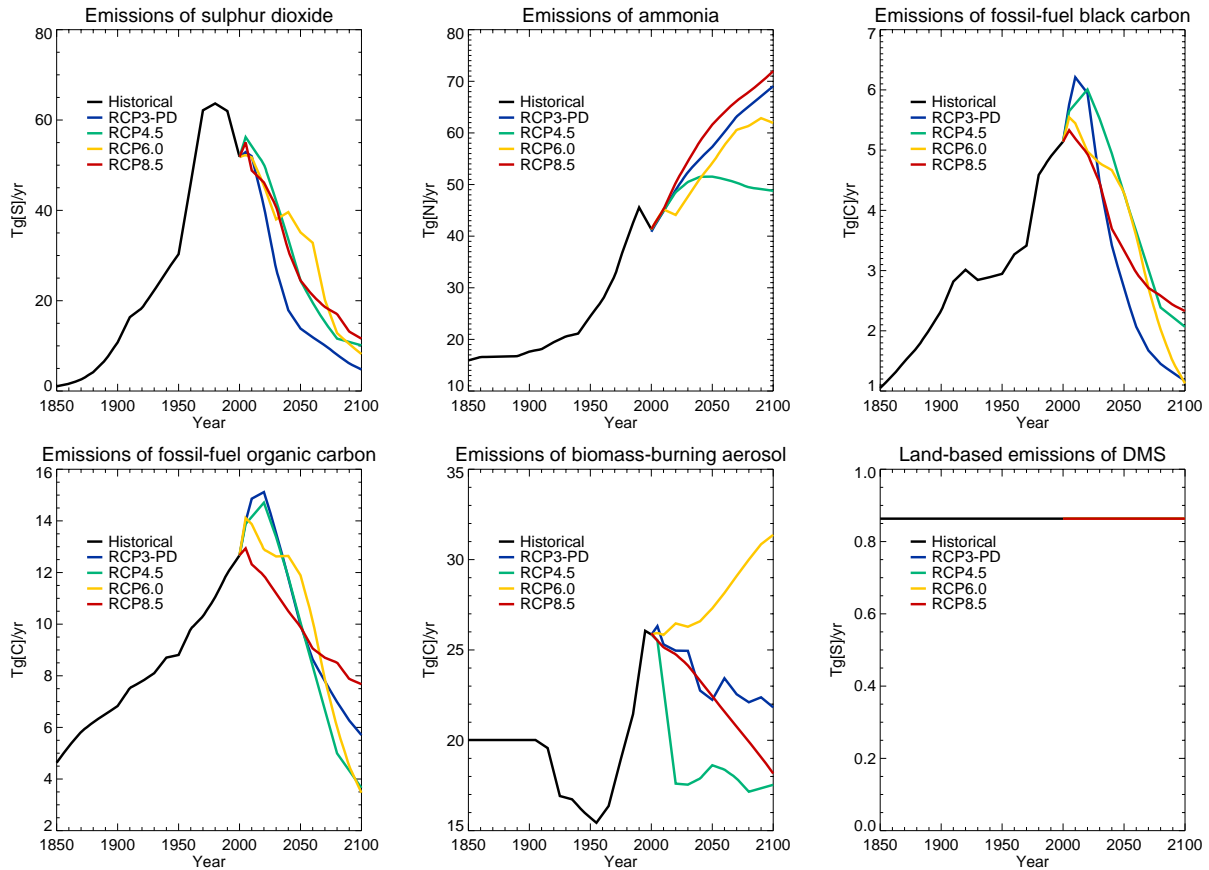 Emissions of sulphur dioxide
80
60
40
20
0
Tg[S]/yr
Historical
RCP3-PD
RCP4.5
RCP6.0
RCP8.5
1850 1900 1950 2000 2050 2100
Year
Emissions of ammonia
80
70
60
50
40
30
20
10
Tg[N]/yr
Historical
RCP3-PD
RCP4.5
RCP6.0
RCP8.5
1850 1900 1950 2000 2050 2100
Year
Emissions of fossil-fuel black carbon
7
6
5
4
3
2
1
Tg[C]/yr
Historical
RCP3-PD
RCP4.5
RCP6.0
RCP8.5
1850 1900 1950 2000 2050 2100
Year
Emissions of fossil-fuel organic carbon
16
14
12
10
8
6
4
2
Tg[C]/yr
Historical
RCP3-PD
RCP4.5
RCP6.0
RCP8.5
1850 1900 1950 2000 2050 2100
Year
Emissions of biomass-burning aerosol
35
30
25
20
15
Tg[C]/yr
Historical
RCP3-PD
RCP4.5
RCP6.0
RCP8.5
1850 1900 1950 2000 2050 2100
Year
Land-based emissions of DMS
1.0
0.8
0.6
0.4
0.2
0.0
Tg[S]/yr
Historical
RCP3-PD
RCP4.5
RCP6.0
RCP8.5
1850 1900 1950 2000 2050 2100
Year